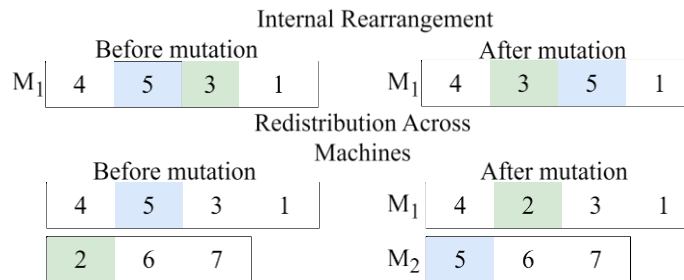 Internal Rearrangement
Before mutation After mutation
M1 4 5 3 1 M1 4 3 5 1
Redistribution Across
Machines
Before mutation After mutation
4 5 3 1 M1 4 2 3 1
2 6 7 M2 5 6 7